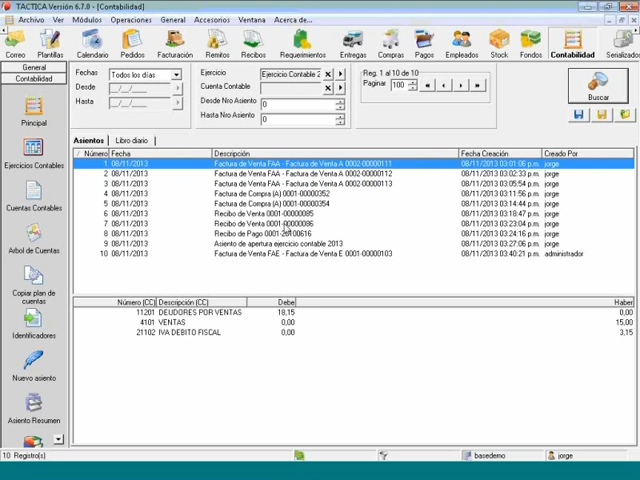 TACTICA Versión 6.7.0 - [Contabilidad]
Archivo Ver Módulos Operaciones General Accesorios Ventana Acerca de...
Correo Plantillas Calendario Pedidos Facturación Remitos Recibos Requerimientos Entregas Compras Pagos Empleados Stock Fondos Contabilidad Serializados
General
Contabilidad
Principal
Ejercicios Contables
Cuentas Contables
Arbol de Cuentas
Copiar plan de
cuentas
Identificadores
Nuevo asiento
Asiento Resumen
Fechas Todos los días
Desde __/__/____
Hasta __/__/____
Ejercicio Ejercicio Contable 2
Cuenta Contable
Desde Nro Asiento 0
Hasta Nro Asiento 0
Reg. 1 al 10 de 10
Paginar 100
Buscar
Asientos Libro diario
Número Fecha Descripción Fecha Creación Creado Por
1 08/11/2013 Factura de Venta FAA - Factura de Venta A 0002-00000111 08/11/2013 03:01:06 p.m. jorge
2 08/11/2013 Factura de Venta FAA - Factura de Venta A 0002-00000112 08/11/2013 03:02:33 p.m. jorge
3 08/11/2013 Factura de Venta FAA - Factura de Venta A 0002-00000113 08/11/2013 03:05:54 p.m. jorge
4 08/11/2013 Factura de Compra (A) 0001-00000352 08/11/2013 03:11:56 p.m. jorge
5 08/11/2013 Factura de Compra (A) 0001-00000354 08/11/2013 03:14:44 p.m. jorge
6 08/11/2013 Recibo de Venta 0001-00000085 08/11/2013 03:18:47 p.m. jorge
7 08/11/2013 Recibo de Venta 0001-00000086 08/11/2013 03:23:04 p.m. jorge
8 08/11/2013 Recibo de Pago 0001-20100616 08/11/2013 03:24:16 p.m. jorge
9 08/11/2013 Asiento de apertura ejercicio contable 2013 08/11/2013 03:27:06 p.m. jorge
10 08/11/2013 Factura de Venta FAE - Factura de Venta E 0001-00000103 08/11/2013 03:40:21 p.m. administrador
Número (CC) Descripción (CC) Debe Haber
11201 DEUDORES POR VENTAS 18,15 0,00
4101 VENTAS 0,00 15,00
21102 IVA DEBITO FISCAL 0,00 3,15
10 Registro(s) basedemo jorge